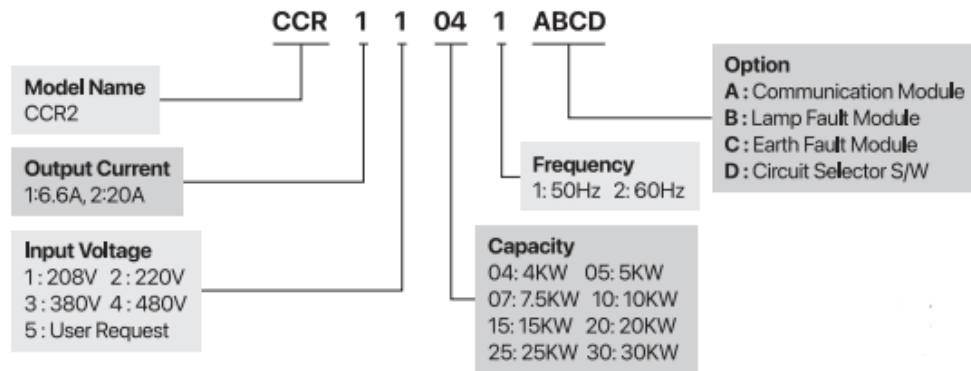 CCR 1 1 04 1 ABCD
Model Name
CCR2
Output Current
1:6.6A, 2:20A
Input Voltage
1 : 208V 2 : 220V
3 : 380V 4 : 480V
5 : User Request
Frequency
1 : 50Hz 2 : 60Hz
Capacity
04: 4KW 05: 5KW
07: 7.5KW 10: 10KW
15: 15KW 20: 20KW
25: 25KW 30: 30KW
Option
A : Communication Module
B : Lamp Fault Module
C : Earth Fault Module
D : Circuit Selector S/W